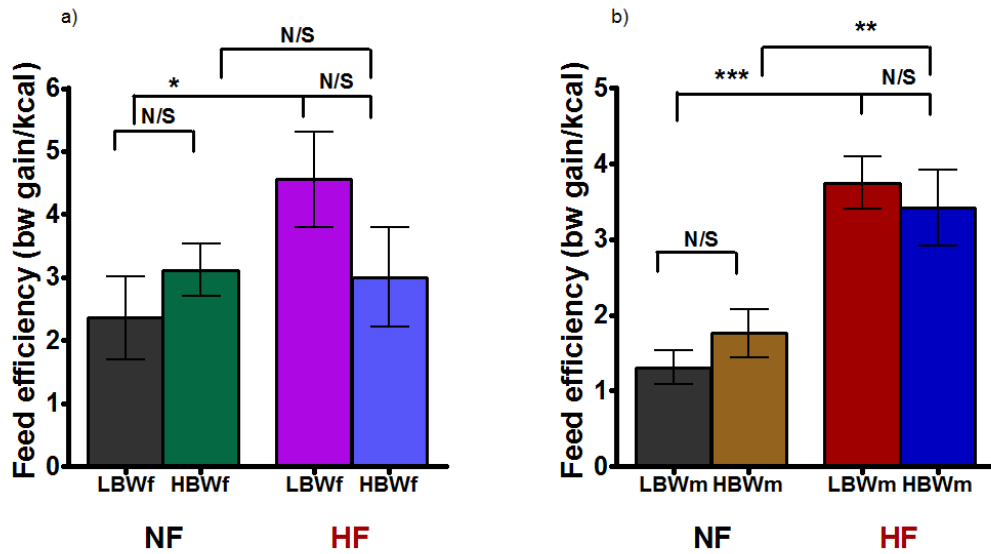 a)
N/S
*
N/S
N/S
Feed efficiency (bw gain/kcal)
6
5
4
3
2
1
0
LBWf HBWf LBWf HBWf
NF HF
b)
**
***
N/S
N/S
Feed efficiency (bw gain/kcal)
5
4
3
2
1
0
LBWm HBWm LBWm HBWm
NF HF